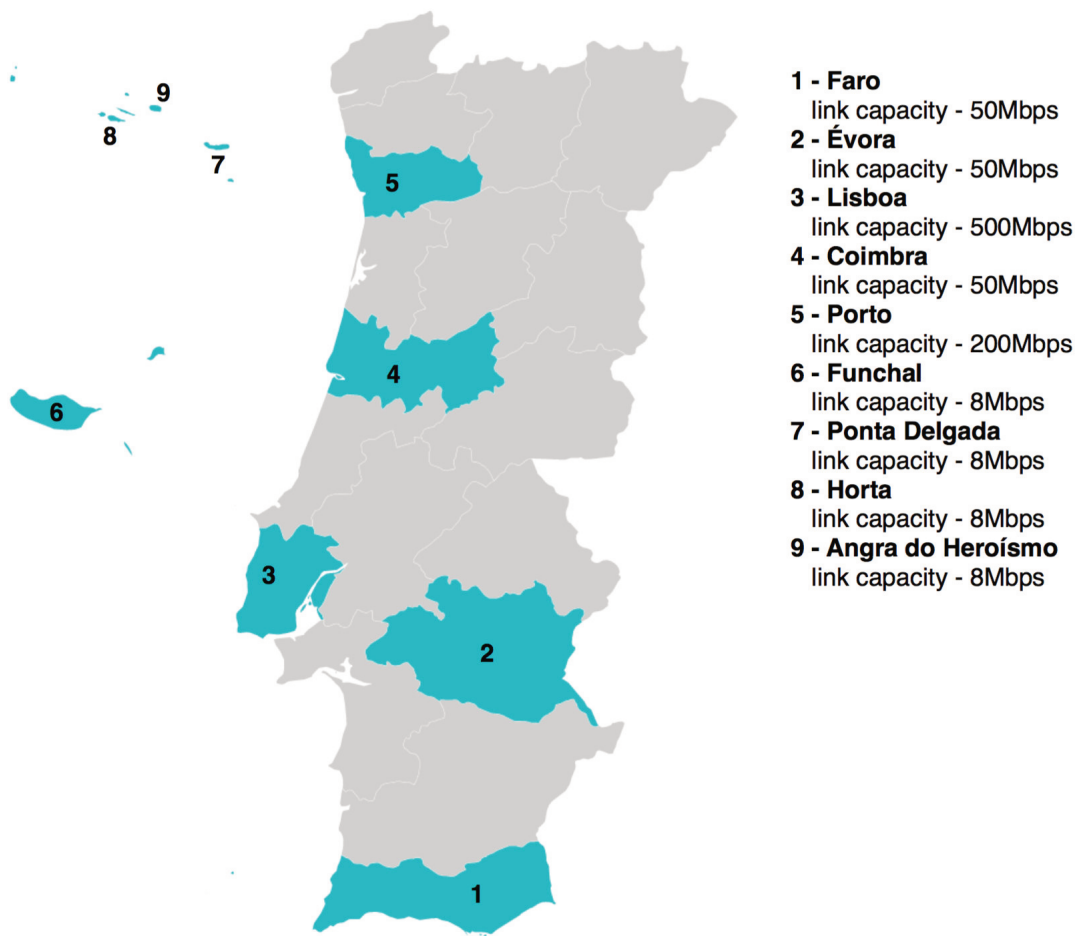 9
8
7
5
4
6
3
2
1
1 - Faro
link capacity - 50Mbps
2 - Évora
link capacity - 50Mbps
3 - Lisboa
link capacity - 500Mbps
4 - Coimbra
link capacity - 50Mbps
5 - Porto
link capacity - 200Mbps
6 - Funchal
link capacity - 8Mbps
7 - Ponta Delgada
link capacity - 8Mbps
8 - Horta
link capacity - 8Mbps
9 - Angra do Heroísmo
link capacity - 8Mbps